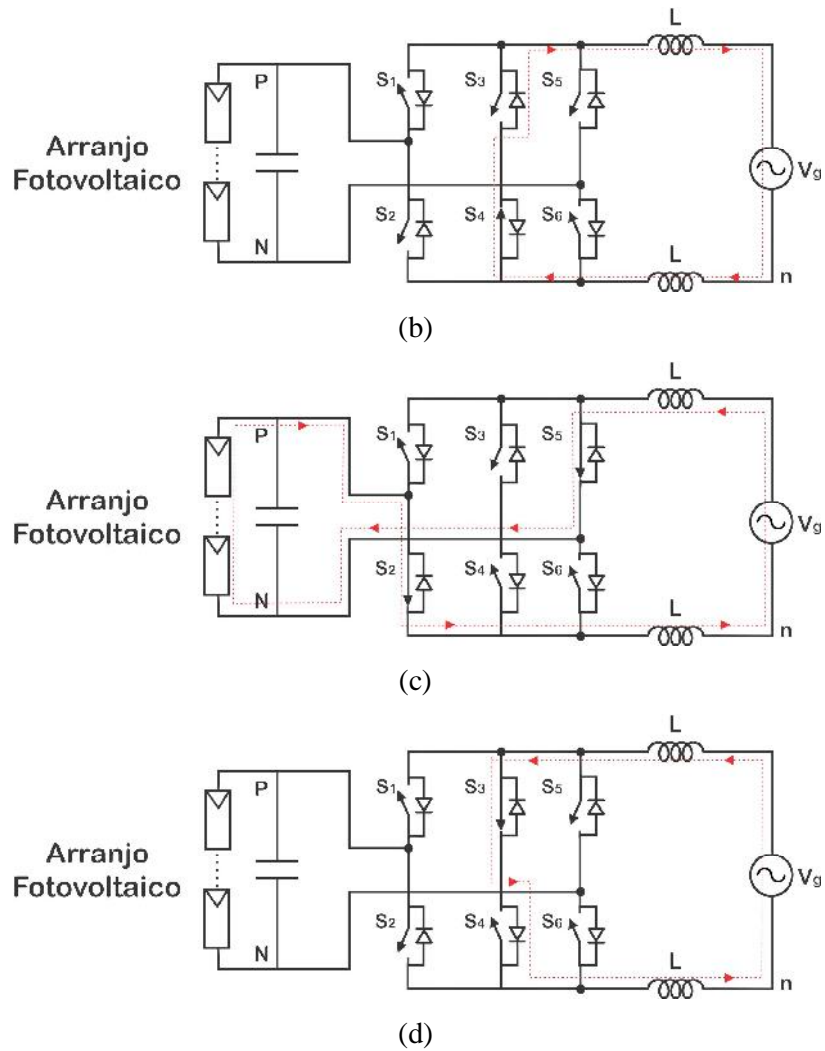 L
P
S1
S3
S5
Arranjo
Fotovoltaico
Vg
S2
S4
S6
N
L
n
(b)
L
P
S1
S3
S5
Arranjo
Fotovoltaico
Vg
S2
S4
S6
N
L
n
(c)
L
P
S1
S3
S5
Arranjo
Fotovoltaico
Vg
S2
S4
S6
N
L
n
(d)